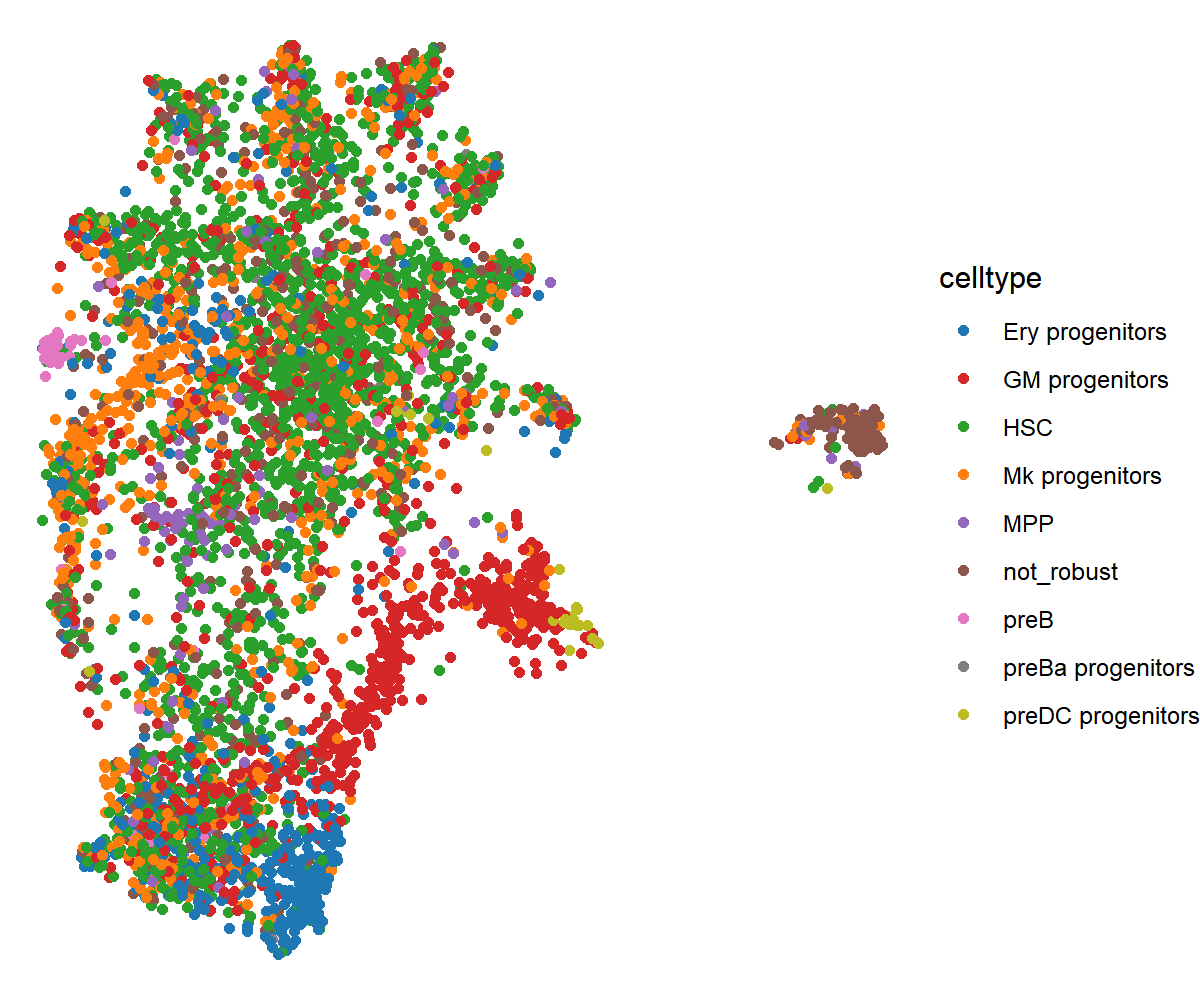 celltype
Ery progenitors
GM progenitors
HSC
Mk progenitors
MPP
not_robust
preB
preBa progenitors
preDC progenitors